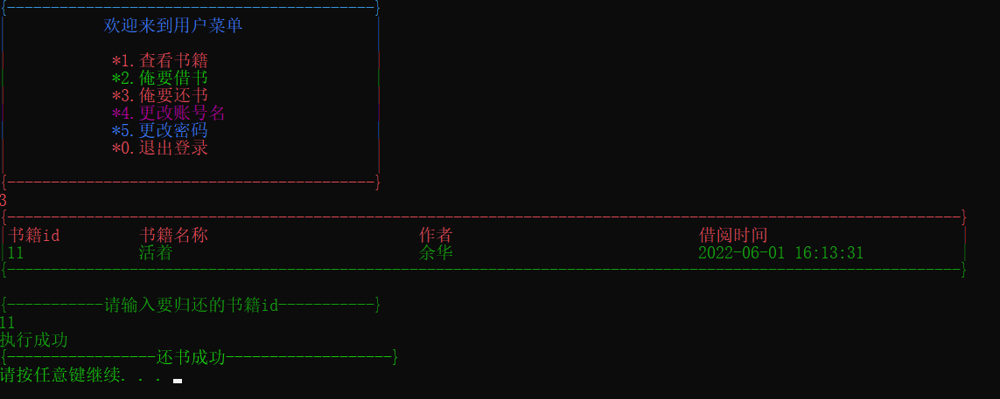 {------------------------------------------}
欢迎来到用户菜单
*1.查看书籍
*2.俺要借书
*3.俺要还书
*4.更改账号名
*5.更改密码
*0.退出登录
{------------------------------------------}
3
{-------------------------------------------------------------------------------------------------------------}
|书籍id 书籍名称 作者 借阅时间 |
|11 活着 余华 2022-06-01 16:13:31 |
{-------------------------------------------------------------------------------------------------------------}
{-----------请输入要归还的书籍id-----------}
11
执行成功
{-----------------还书成功-------------------}
请按任意键继续. . .